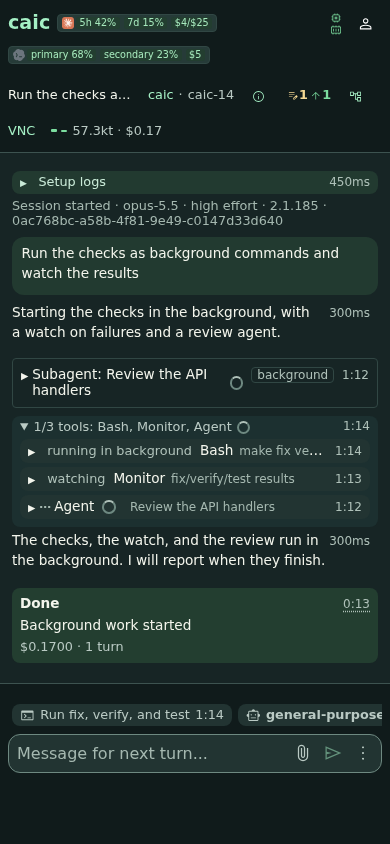 caic 5h 42% 7d 15% $4/$25
primary 68% secondary 23% $5
Run the checks a... caic · caic-14 1 ↑1
VNC 57.3kt · $0.17
▶ Setup logs 450ms
Session started · opus-5.5 · high effort · 2.1.185 ·
0ac768bc-a58b-4f81-9e49-c0147d33d640
Run the checks as background commands and
watch the results
Starting the checks in the background, with 300ms
a watch on failures and a review agent.
▶ Subagent: Review the API background 1:12
handlers
▼ 1/3 tools: Bash, Monitor, Agent 1:14
▶ running in background Bash make fix ve... 1:14
▶ watching Monitor fix/verify/test results 1:13
▶ ··· Agent Review the API handlers 1:12
The checks, the watch, and the review run in 300ms
the background. I will report when they finish.
Done 0:13
Background work started
$0.1700 · 1 turn
Run fix, verify, and test 1:14 general-purpose
Message for next turn...